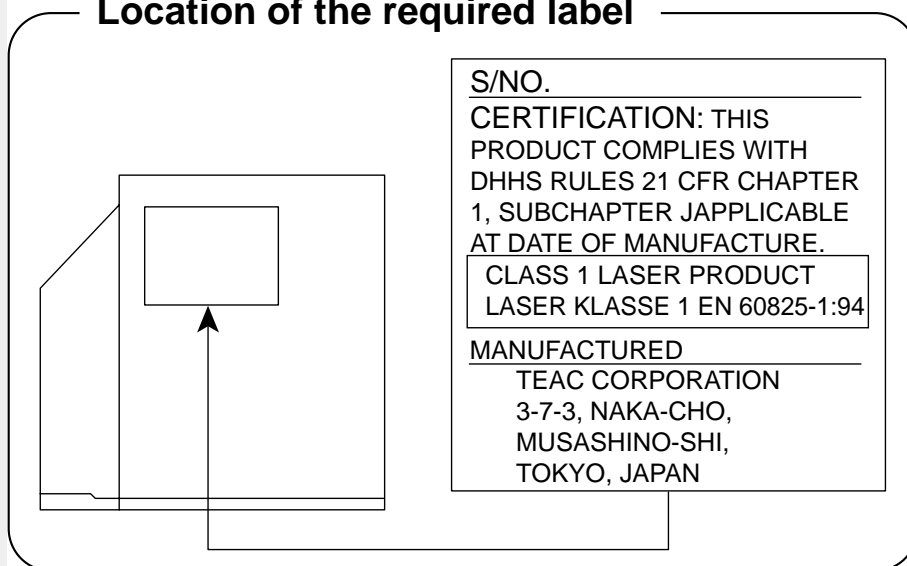 Location of the required label
S/NO.
CERTIFICATION: THIS
PRODUCT COMPLIES WITH
DHHS RULES 21 CFR CHAPTER
1, SUBCHAPTER JAPPLICABLE
AT DATE OF MANUFACTURE.
CLASS 1 LASER PRODUCT
LASER KLASSE 1 EN 60825-1:94
MANUFACTURED
TEAC CORPORATION
3-7-3, NAKA-CHO,
MUSASHINO-SHI,
TOKYO, JAPAN